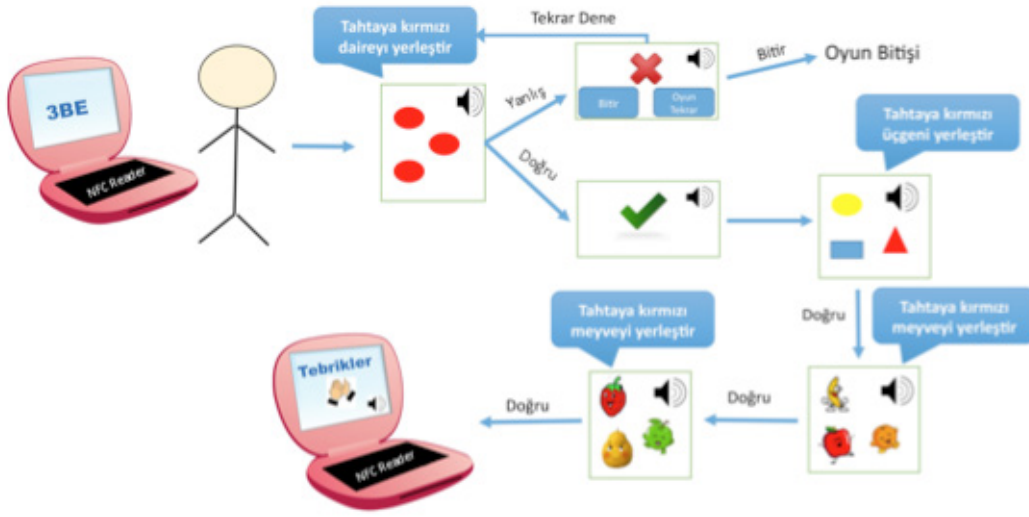 3BE
NFC Reader
Tahtaya kırmızı
daireyı yerleştir
Tekrar Dene
Yanlış
Bitir
Oyun
Tekrar
Bitir
Oyun Bitişi
Doğru
Tahtaya kırmızı
üçgeni yerleştir
Doğru
Tahtaya kırmızı
meyveyi yerleştir
Doğru
Tahtaya kırmızı
meyveyi yerleştir
Doğru
Tebrikler
NFC Reader